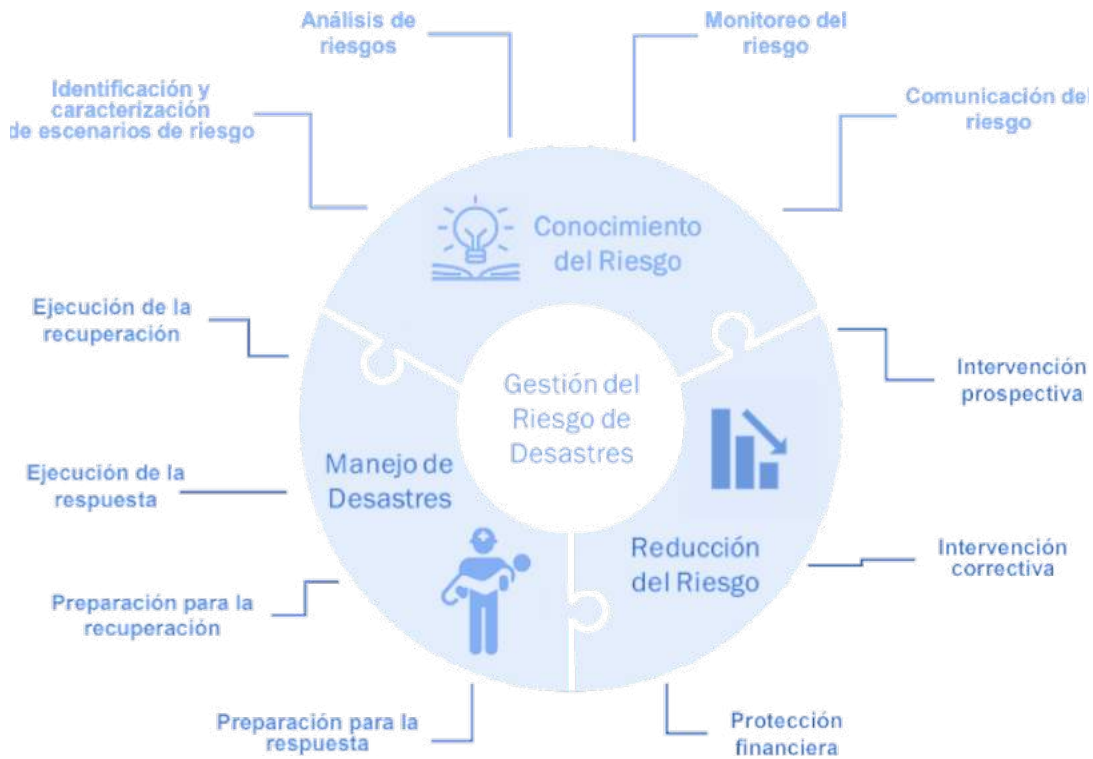 Análisis de
riesgos
Monitoreo del
riesgo
Identificación y
caracterización
de escenarios de riesgo
Comunicación del
riesgo
Conocimiento
del Riesgo
Ejecución de la
recuperación
Intervención
prospectiva
Gestión del
Riesgo de
Desastres
Manejo de
Desastres
Ejecución de la
respuesta
Reducción
del Riesgo
Intervención
correctiva
Preparación para la
recuperación
Preparación para la
respuesta
Protección
financiera